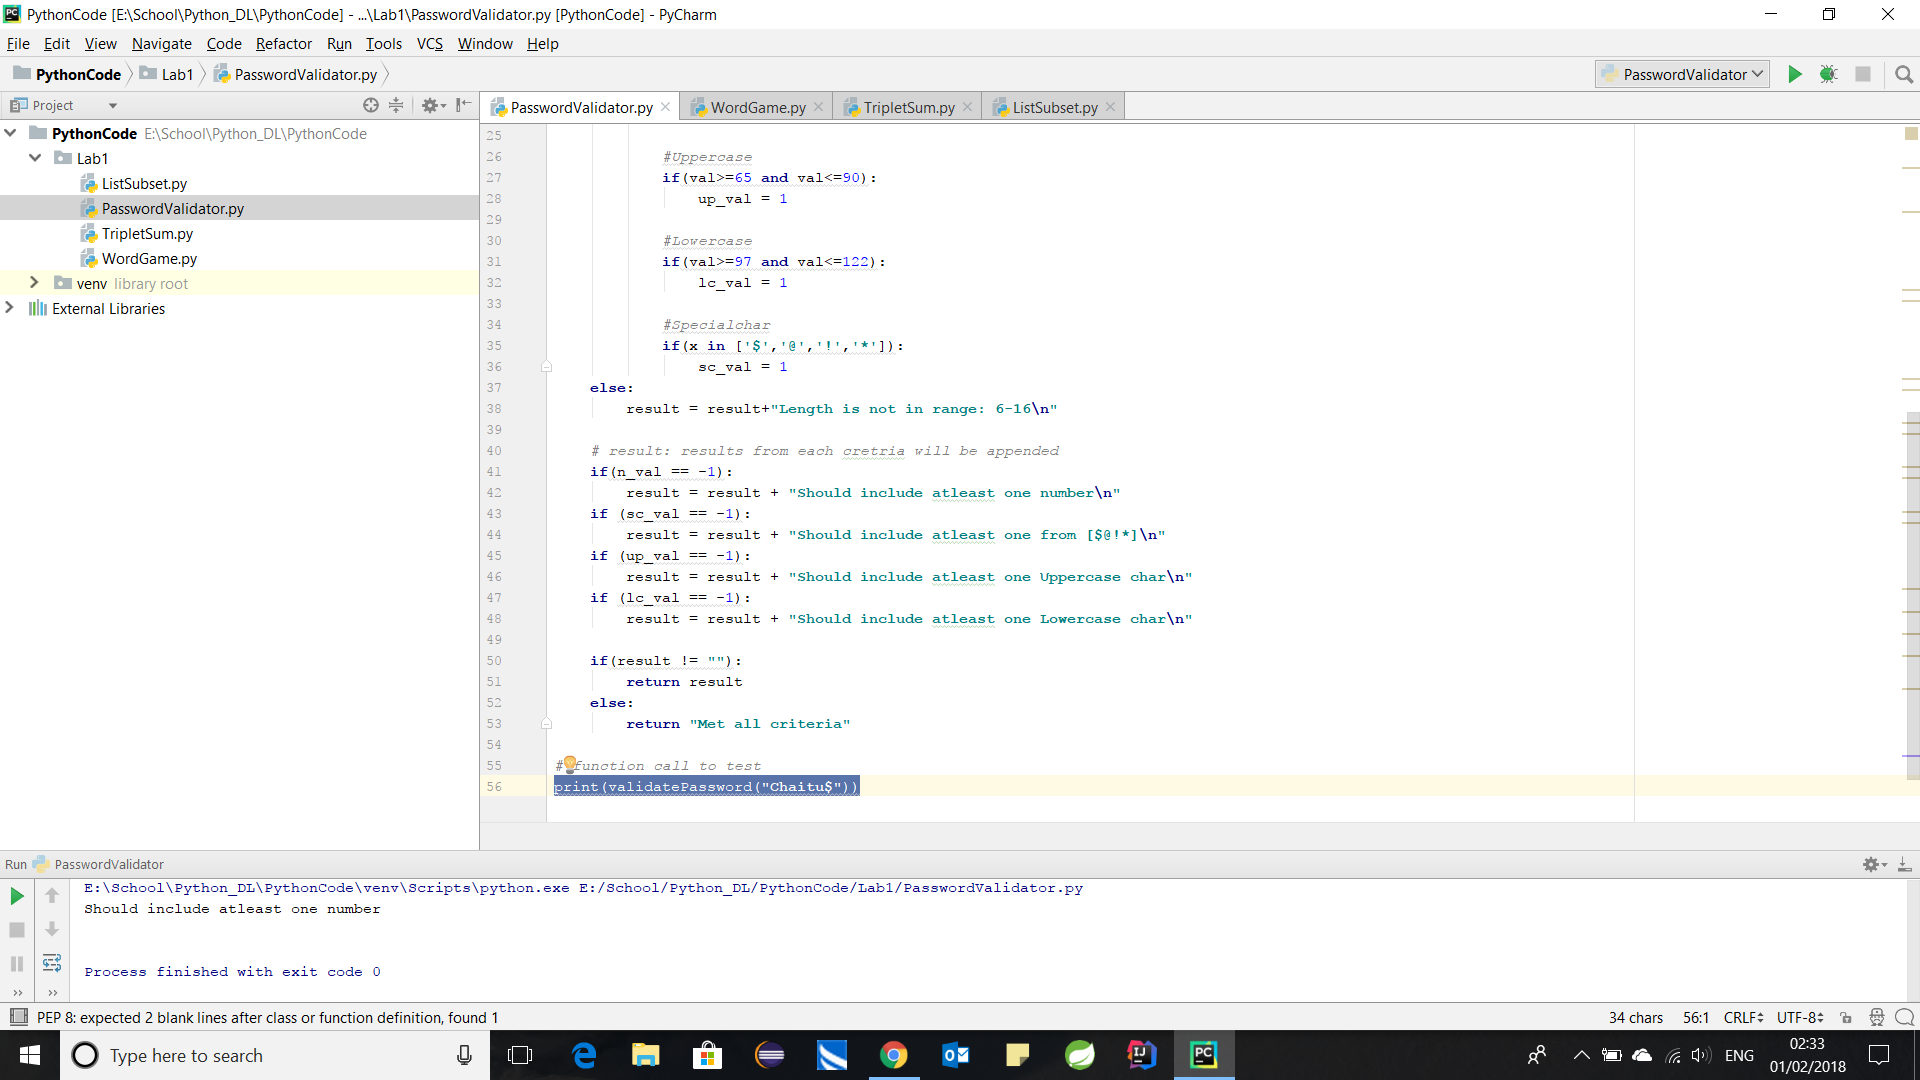 PythonCode [E:\School\Python_DL\PythonCode] - ...\Lab1\PasswordValidator.py [PythonCode] - PyCharm
File Edit View Navigate Code Refactor Run Tools VCS Window Help
PythonCode Lab1 PasswordValidator.py PasswordValidator
Project PasswordValidator.py WordGame.py TripletSum.py ListSubset.py
PythonCode E:\School\Python_DL\PythonCode
Lab1
ListSubset.py
PasswordValidator.py
TripletSum.py
WordGame.py
venv library root
External Libraries
25
26 #Uppercase
27 if(val>=65 and val<=90):
28 up_val = 1
29
30 #Lowercase
31 if(val>=97 and val<=122):
32 lc_val = 1
33
34 #Specialchar
35 if(x in ['$','@','!','*']):
36 sc_val = 1
37 else:
38 result = result+"Length is not in range: 6-16\n"
39
40 # result: results from each cretria will be appended
41 if(n_val == -1):
42 result = result + "Should include atleast one number\n"
43 if (sc_val == -1):
44 result = result + "Should include atleast one from [$@!*]\n"
45 if (up_val == -1):
46 result = result + "Should include atleast one Uppercase char\n"
47 if (lc_val == -1):
48 result = result + "Should include atleast one Lowercase char\n"
49
50 if(result != ""):
51 return result
52 else:
53 return "Met all criteria"
54
55 # function call to test
56 print(validatePassword("Chaitu$"))
Run PasswordValidator
E:\School\Python_DL\PythonCode\venv\Scripts\python.exe E:/School/Python_DL/PythonCode/Lab1/PasswordValidator.py
Should include atleast one number
Process finished with exit code 0
PEP 8: expected 2 blank lines after class or function definition, found 1 34 chars 56:1 CRLF UTF-8
Type here to search ENG 02:33
01/02/2018